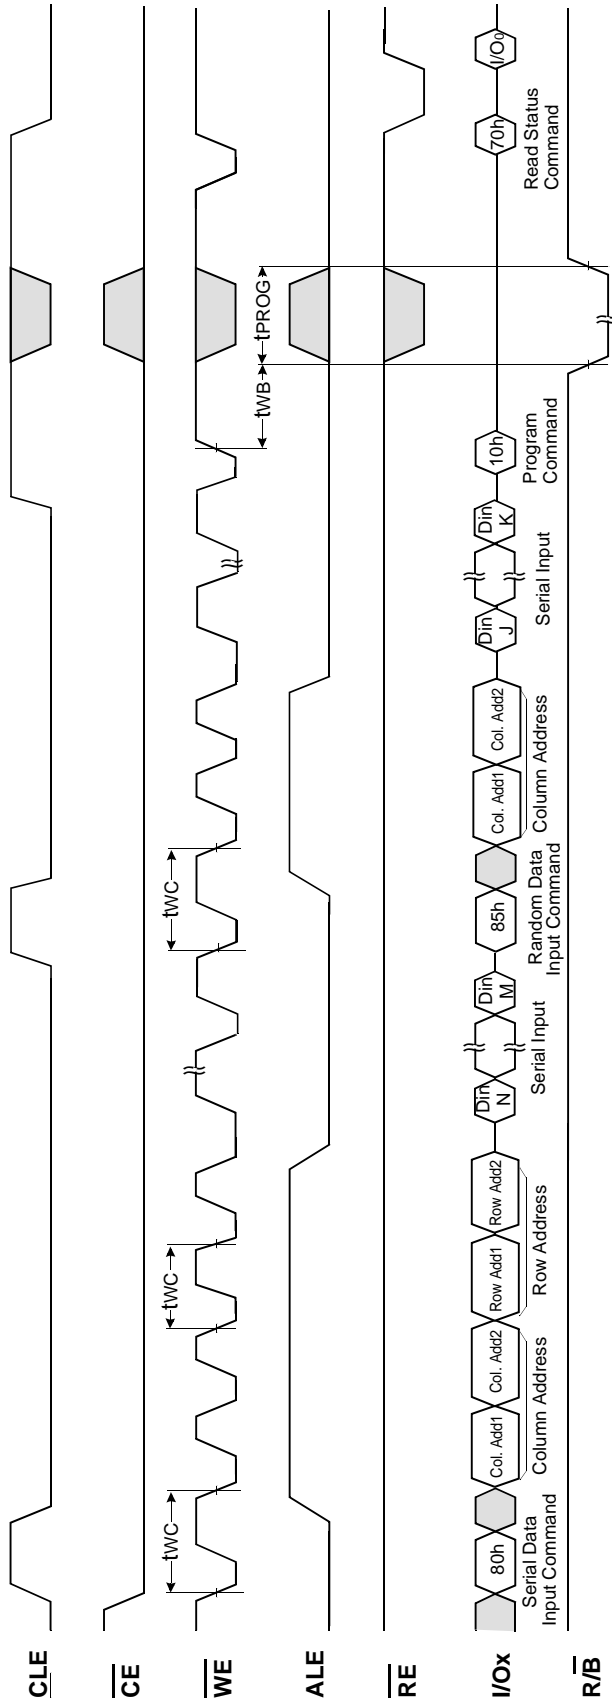 CLE
CE
WE
tWC
tWC
tWC
tWB
tPROG
ALE
RE
I/Ox
80h
Col. Add1
Col. Add2
Row Add1
Row Add2
Din
N
Din
M
85h
Col. Add1
Col. Add2
Din
J
Din
K
10h
70h
I/O0
Serial Data
Input Command
Column Address
Row Address
Serial Input
Random Data
Input Command
Column Address
Serial Input
Program
Command
Read Status
Command
R/B